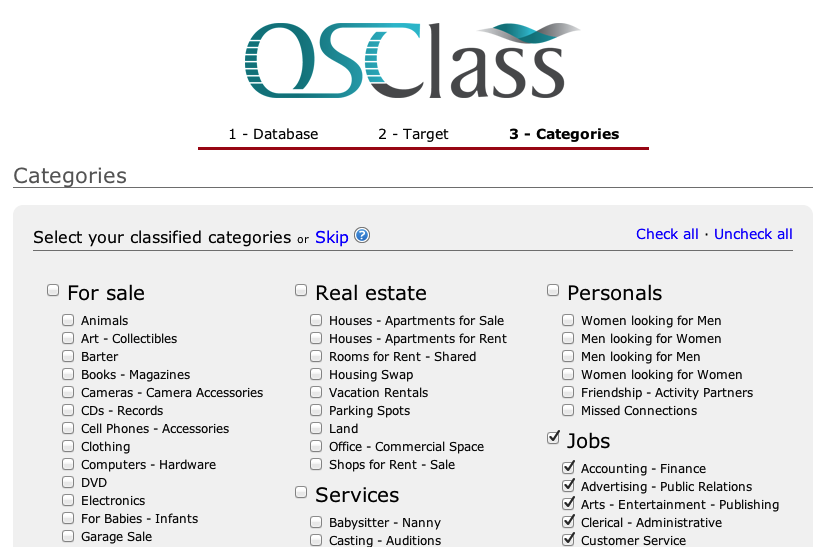 OSClass
1 - Database 2 - Target 3 - Categories
Categories
Select your classified categories or Skip ? Check all · Uncheck all
For sale
Animals
Art - Collectibles
Barter
Books - Magazines
Cameras - Camera Accessories
CDs - Records
Cell Phones - Accessories
Clothing
Computers - Hardware
DVD
Electronics
For Babies - Infants
Garage Sale
Real estate
Houses - Apartments for Sale
Houses - Apartments for Rent
Rooms for Rent - Shared
Housing Swap
Vacation Rentals
Parking Spots
Land
Office - Commercial Space
Shops for Rent - Sale
Services
Babysitter - Nanny
Casting - Auditions
Personals
Women looking for Men
Men looking for Women
Men looking for Men
Women looking for Women
Friendship - Activity Partners
Missed Connections
Jobs
Accounting - Finance
Advertising - Public Relations
Arts - Entertainment - Publishing
Clerical - Administrative
Customer Service